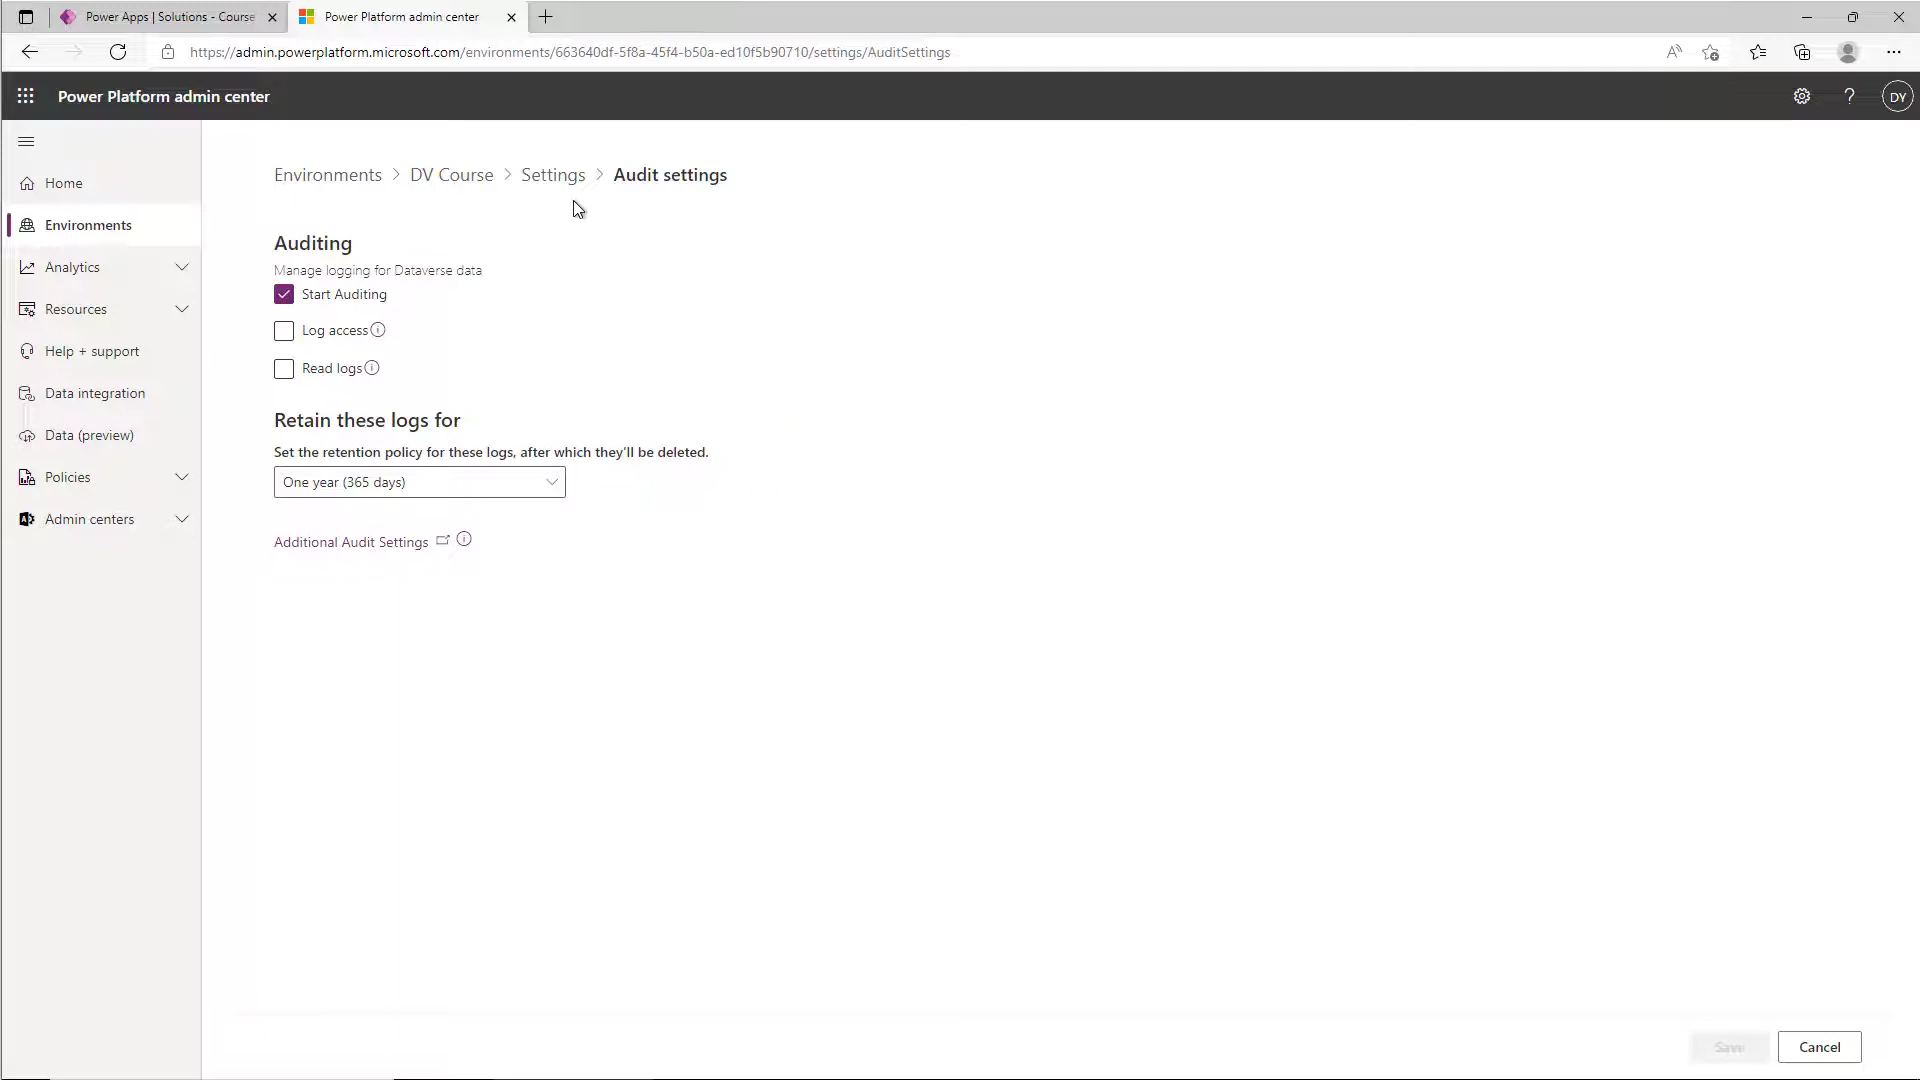 Power Apps | Solutions - Course
Power Platform admin center
https://admin.powerplatform.microsoft.com/environments/663640df-5f8a-45f4-b50a-ed10f5b90710/settings/AuditSettings
Power Platform admin center
? DY
Home
Environments
Analytics
Resources
Help + support
Data integration
Data (preview)
Policies
Admin centers
Environments > DV Course > Settings > Audit settings
Auditing
Manage logging for Dataverse data
Start Auditing
Log access
Read logs
Retain these logs for
Set the retention policy for these logs, after which they'll be deleted.
One year (365 days)
Additional Audit Settings
Save
Cancel